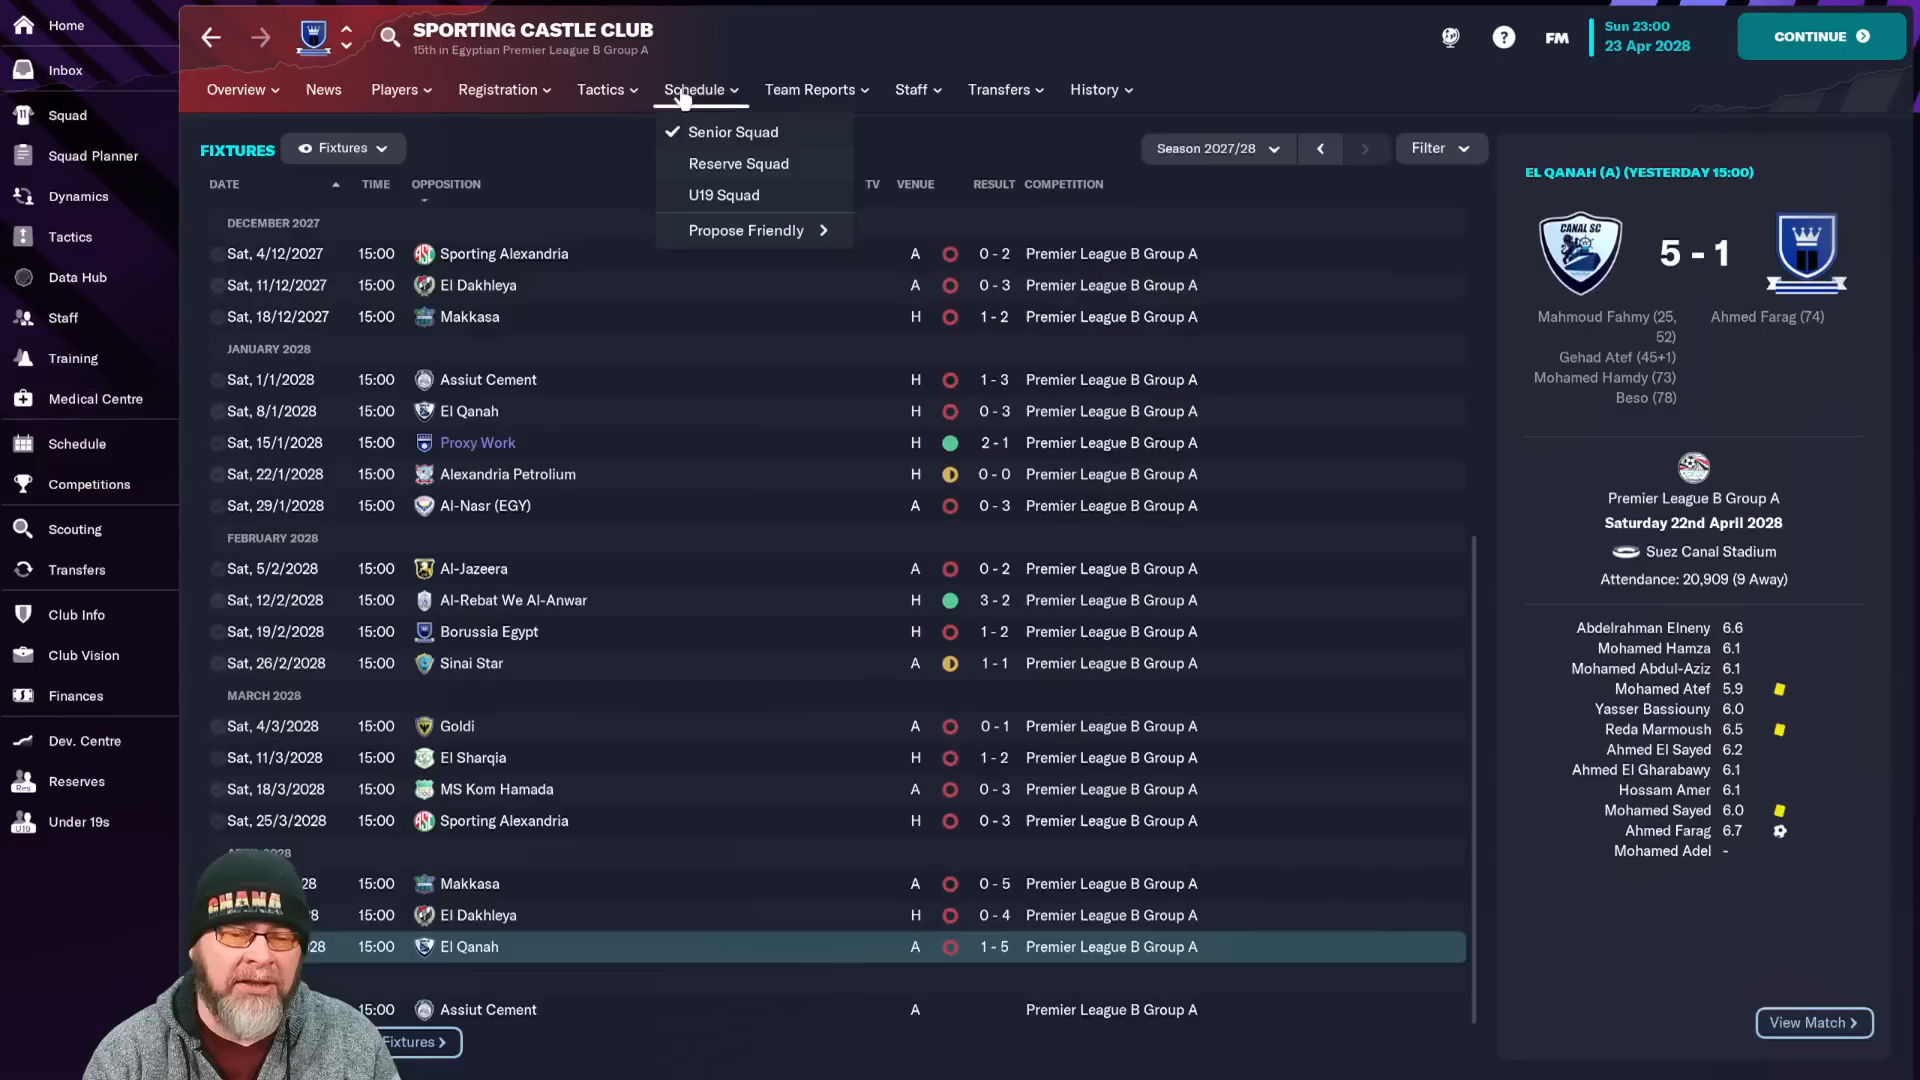 Home
Inbox
Squad
Squad Planner
Dynamics
Tactics
Data Hub
Staff
Training
Medical Centre
Schedule
Competitions
Scouting
Transfers
Club Info
Club Vision
Finances
Dev. Centre
Reserves
Under 19s
SPORTING CASTLE CLUB
15th in Egyptian Premier League B Group A
FM
Sun 23:00
23 Apr 2028
CONTINUE
Overview News Players Registration Tactics Schedule Team Reports Staff Transfers History
Senior Squad
Reserve Squad
U19 Squad
Propose Friendly
FIXTURES Fixtures Season 2027/28 Filter
DATE TIME OPPOSITION TV VENUE RESULT COMPETITION
DECEMBER 2027
Sat, 4/12/2027 15:00 Sporting Alexandria A 0 - 2 Premier League B Group A
Sat, 11/12/2027 15:00 El Dakhleya A 0 - 3 Premier League B Group A
Sat, 18/12/2027 15:00 Makkasa H 1 - 2 Premier League B Group A
JANUARY 2028
Sat, 1/1/2028 15:00 Assiut Cement H 1 - 3 Premier League B Group A
Sat, 8/1/2028 15:00 El Qanah H 0 - 3 Premier League B Group A
Sat, 15/1/2028 15:00 Proxy Work H 2 - 1 Premier League B Group A
Sat, 22/1/2028 15:00 Alexandria Petrolium H 0 - 0 Premier League B Group A
Sat, 29/1/2028 15:00 Al-Nasr (EGY) A 0 - 3 Premier League B Group A
FEBRUARY 2028
Sat, 5/2/2028 15:00 Al-Jazeera A 0 - 2 Premier League B Group A
Sat, 12/2/2028 15:00 Al-Rebat We Al-Anwar H 3 - 2 Premier League B Group A
Sat, 19/2/2028 15:00 Borussia Egypt H 1 - 2 Premier League B Group A
Sat, 26/2/2028 15:00 Sinai Star A 1 - 1 Premier League B Group A
MARCH 2028
Sat, 4/3/2028 15:00 Goldi A 0 - 1 Premier League B Group A
Sat, 11/3/2028 15:00 El Sharqia H 1 - 2 Premier League B Group A
Sat, 18/3/2028 15:00 MS Kom Hamada A 0 - 3 Premier League B Group A
Sat, 25/3/2028 15:00 Sporting Alexandria H 0 - 3 Premier League B Group A
15:00 Makkasa A 0 - 5 Premier League B Group A
15:00 El Dakhleya H 0 - 4 Premier League B Group A
15:00 El Qanah A 1 - 5 Premier League B Group A
15:00 Assiut Cement A Premier League B Group A
Fixtures
GHANA
EL QANAH (A) (YESTERDAY 15:00)
CANAL SC
5 - 1
Mahmoud Fahmy (25, 52)
Gehad Atef (45+1)
Mohamed Hamdy (73)
Beso (78)
Ahmed Farag (74)
Premier League B Group A
Saturday 22nd April 2028
Suez Canal Stadium
Attendance: 20,909 (9 Away)
Abdelrahman Elneny 6.6
Mohamed Hamza 6.1
Mohamed Abdul-Aziz 6.1
Mohamed Atef 5.9
Yasser Bassiouny 6.0
Reda Marmoush 6.5
Ahmed El Sayed 6.2
Ahmed El Gharabawy 6.1
Hossam Amer 6.1
Mohamed Sayed 6.0
Ahmed Farag 6.7
Mohamed Adel -
View Match